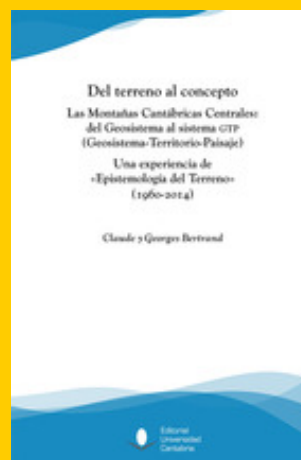 Del terreno al concepto
Las Montañas Cantábricas Centrales:
del Geosistema al sistema GTP
(Geosistema-Territorio-Paisaje)
Una experiencia de
«Epistemología del Terreno»
(1960-2014)
Claude y Georges Bertrand
Editorial
Universidad
Cantabria